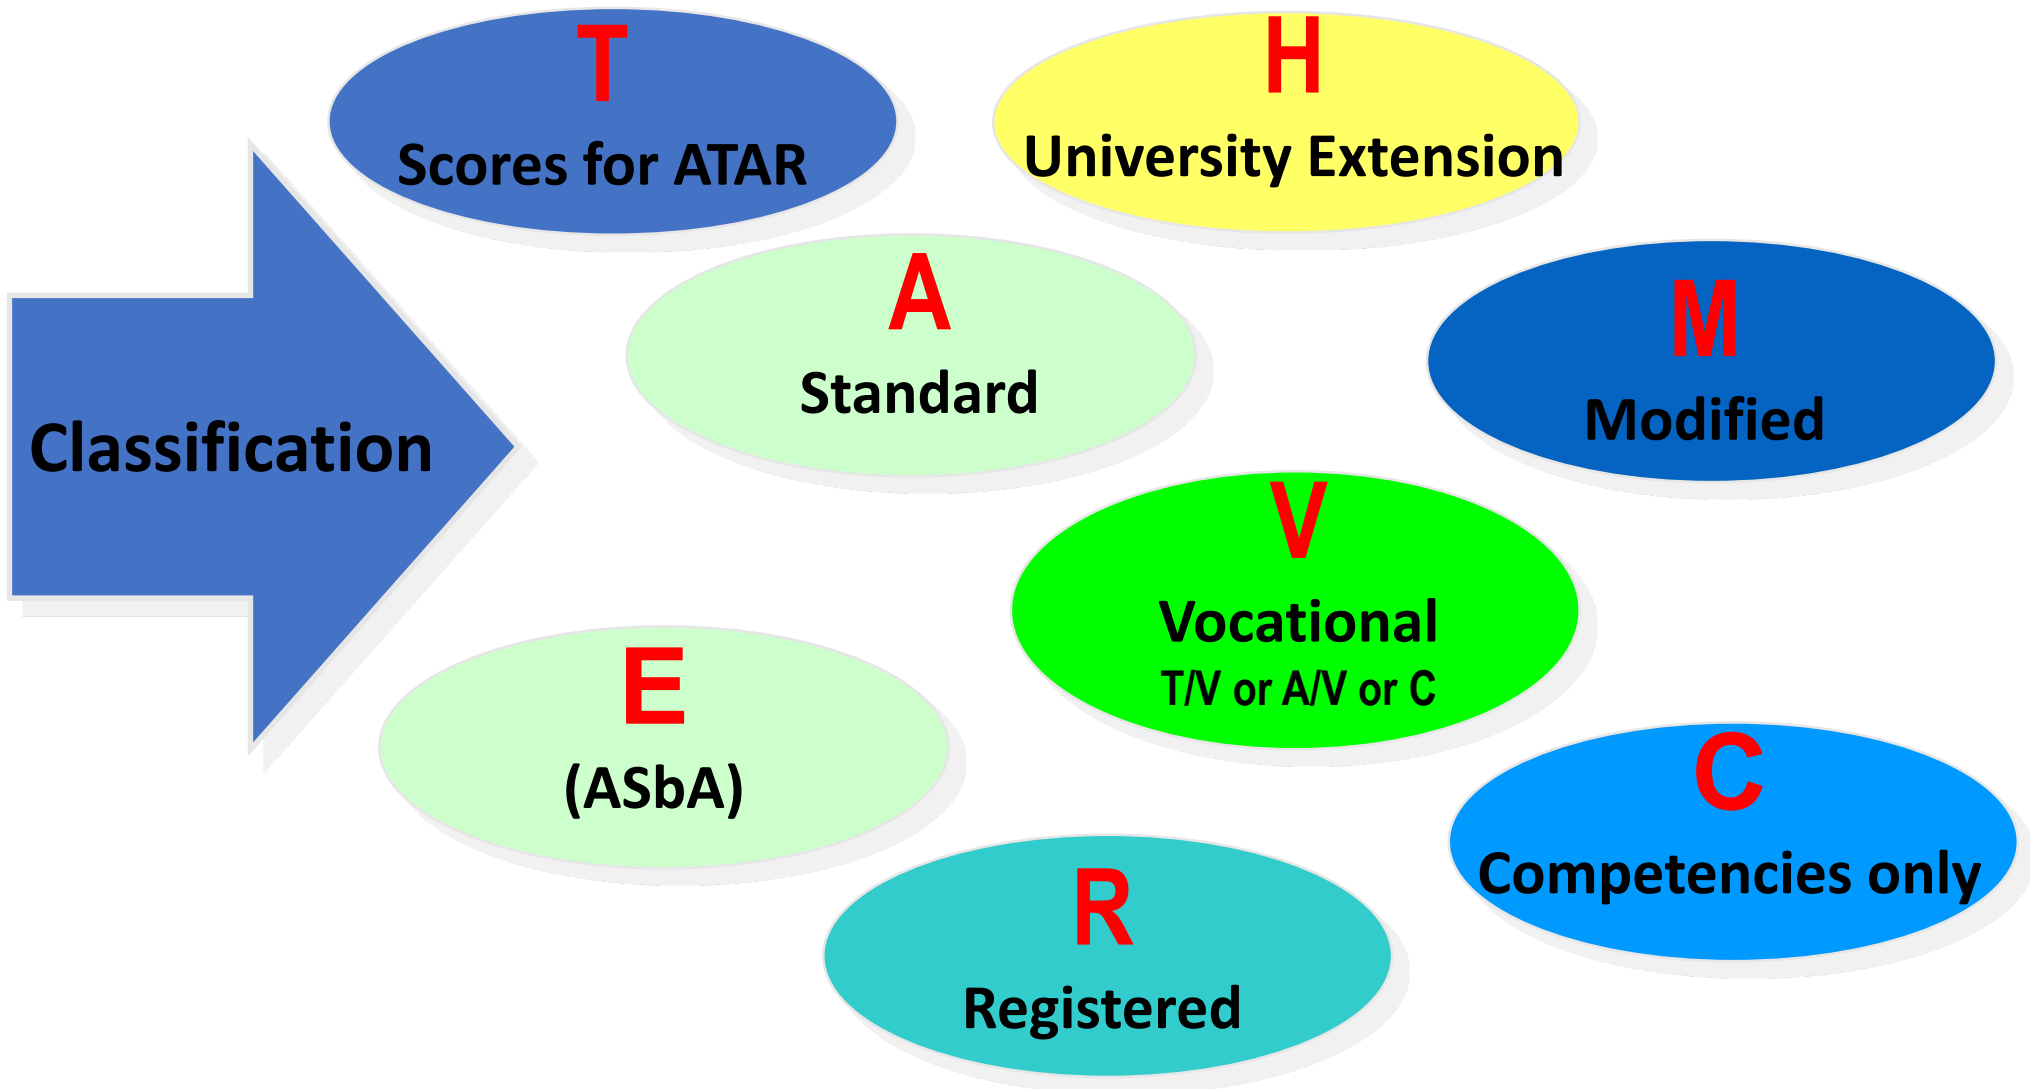 T
Scores for ATAR
H
University Extension
A
Standard
M
Modified
Classification
V
Vocational
T/V or A/V or C
E
(ASbA)
C
Competencies only
R
Registered